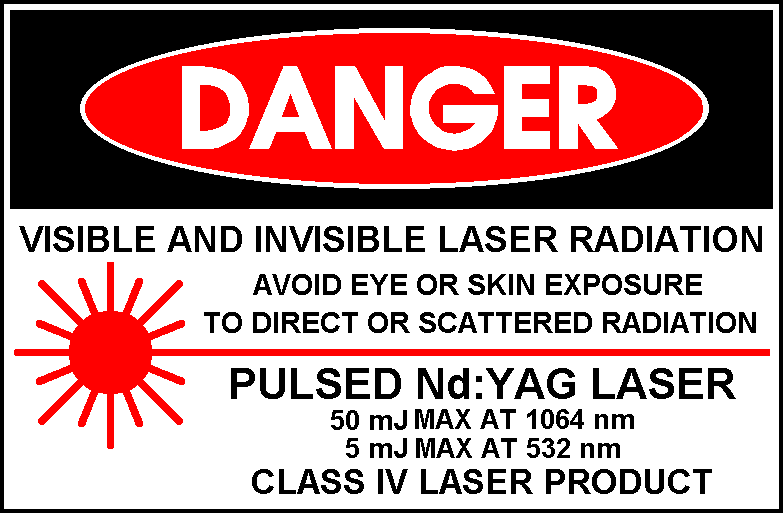 DANGER
VISIBLE AND INVISIBLE LASER RADIATION
AVOID EYE OR SKIN EXPOSURE
TO DIRECT OR SCATTERED RADIATION
PULSED Nd:YAG LASER
50 mJ MAX AT 1064 nm
5 mJ MAX AT 532 nm
CLASS IV LASER PRODUCT